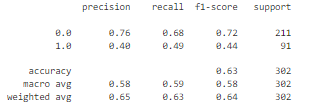 precision recall f1-score support
0.0 0.76 0.68 0.72 211
1.0 0.40 0.49 0.44 91
accuracy 0.63 302
macro avg 0.58 0.59 0.58 302
weighted avg 0.65 0.63 0.64 302